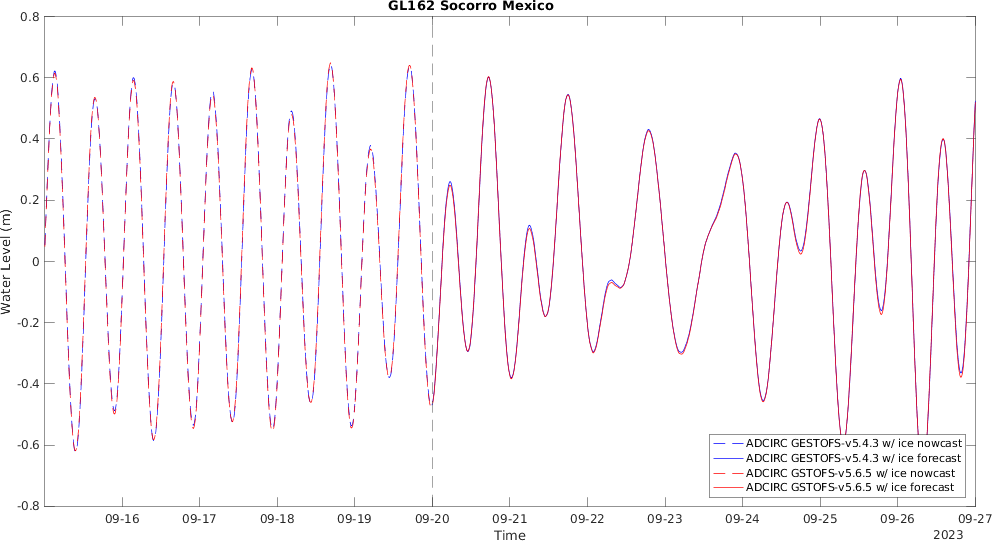 GL162 Socorro Mexico
0.8
0.6
0.4
0.2
0
-0.2
-0.4
-0.6
-0.8
Water Level (m)
ADCIRC GESTOFS-v5.4.3 w/ ice nowcast
ADCIRC GESTOFS-v5.4.3 w/ ice forecast
ADCIRC GSTOFS-v5.6.5 w/ ice nowcast
ADCIRC GSTOFS-v5.6.5 w/ ice forecast
09-16 09-17 09-18 09-19 09-20 09-21 09-22 09-23 09-24 09-25 09-26 09-27
Time
2023